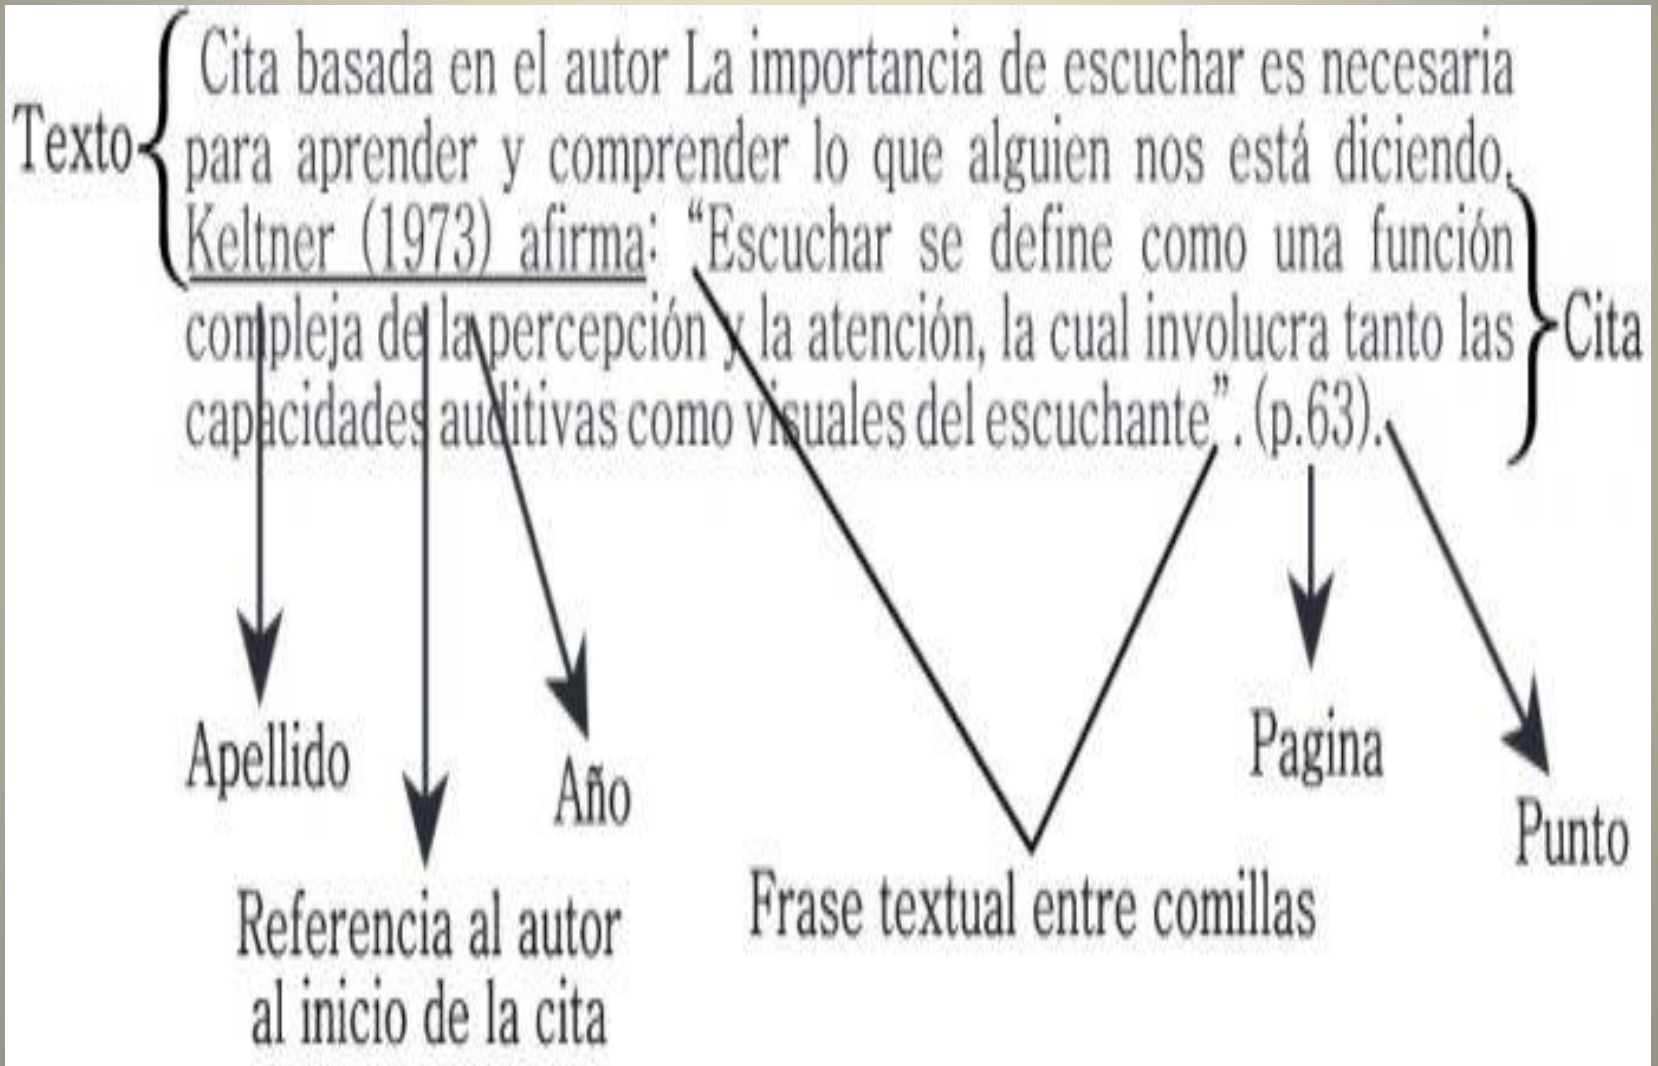 Cita basada en el autor La importancia de escuchar es necesaria
Texto
para aprender y comprender lo que alguien nos está diciendo.
Keltner (1973) afirma: “Escuchar se define como una función
compleja de la percepción y la atención, la cual involucra tanto las
Cita
capacidades auditivas como visuales del escuchante”. (p.63).
Apellido
Año
Pagina
Punto
Referencia al autor
al inicio de la cita
Frase textual entre comillas